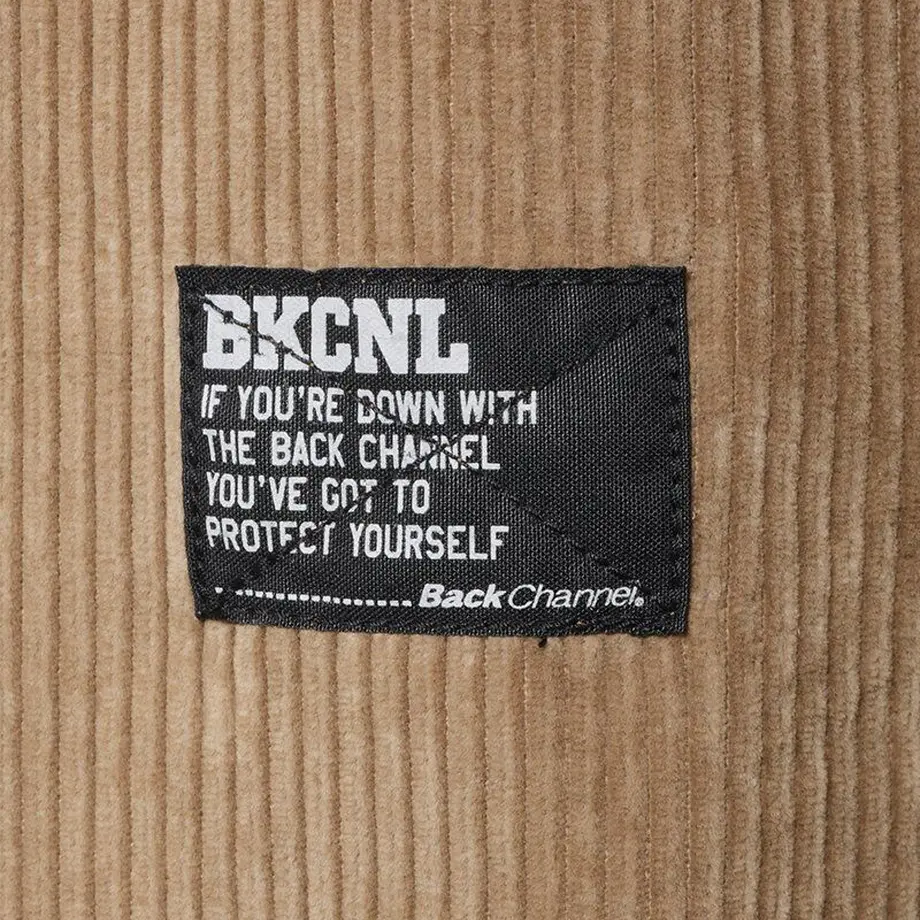 BKCNL
IF YOU'RE DOWN WITH
THE BACK CHANNEL
YOU'VE GOT TO
PROTECT YOURSELF
..................Back Channel®